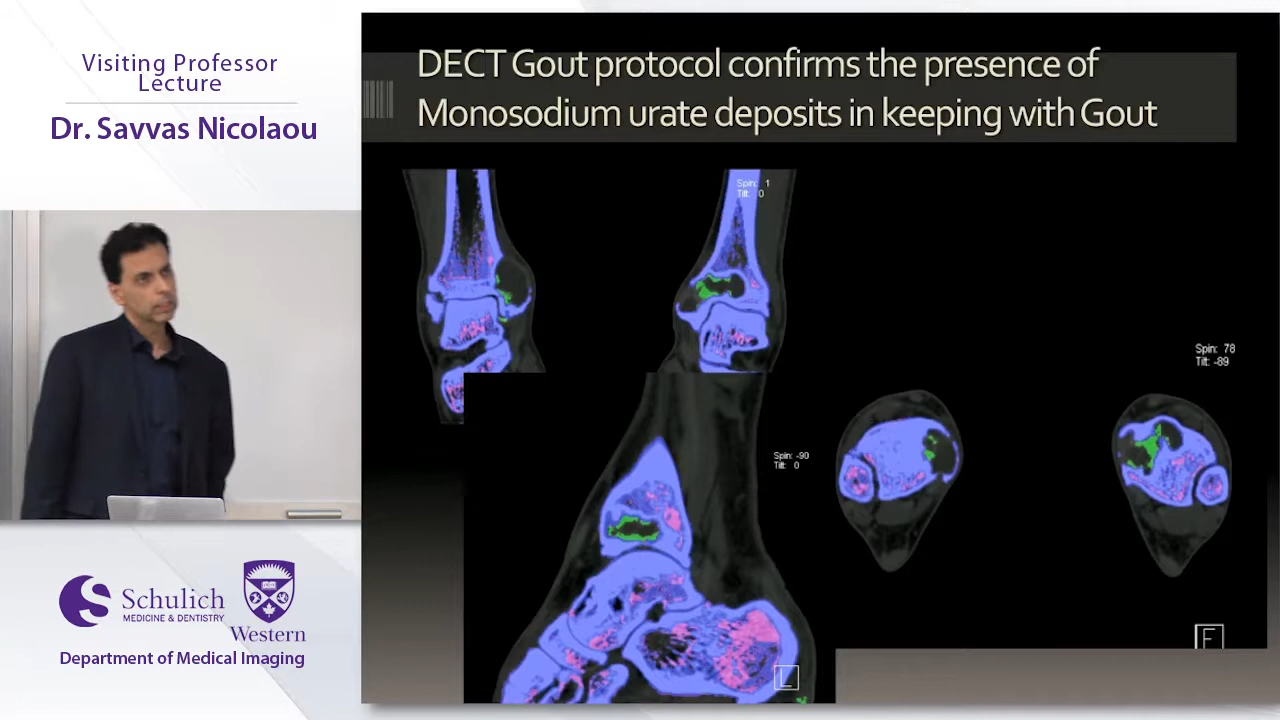 Visiting Professor
Lecture
Dr. Savvas Nicolaou
DECT Gout protocol confirms the presence of
Monosodium urate deposits in keeping with Gout
Spin: 1
Tilt: 0
Spin: 78
Tilt: -89
Spin: -90
Tilt: 0
F
L
Schulich
MEDICINE & DENTISTRY
Western
Department of Medical Imaging